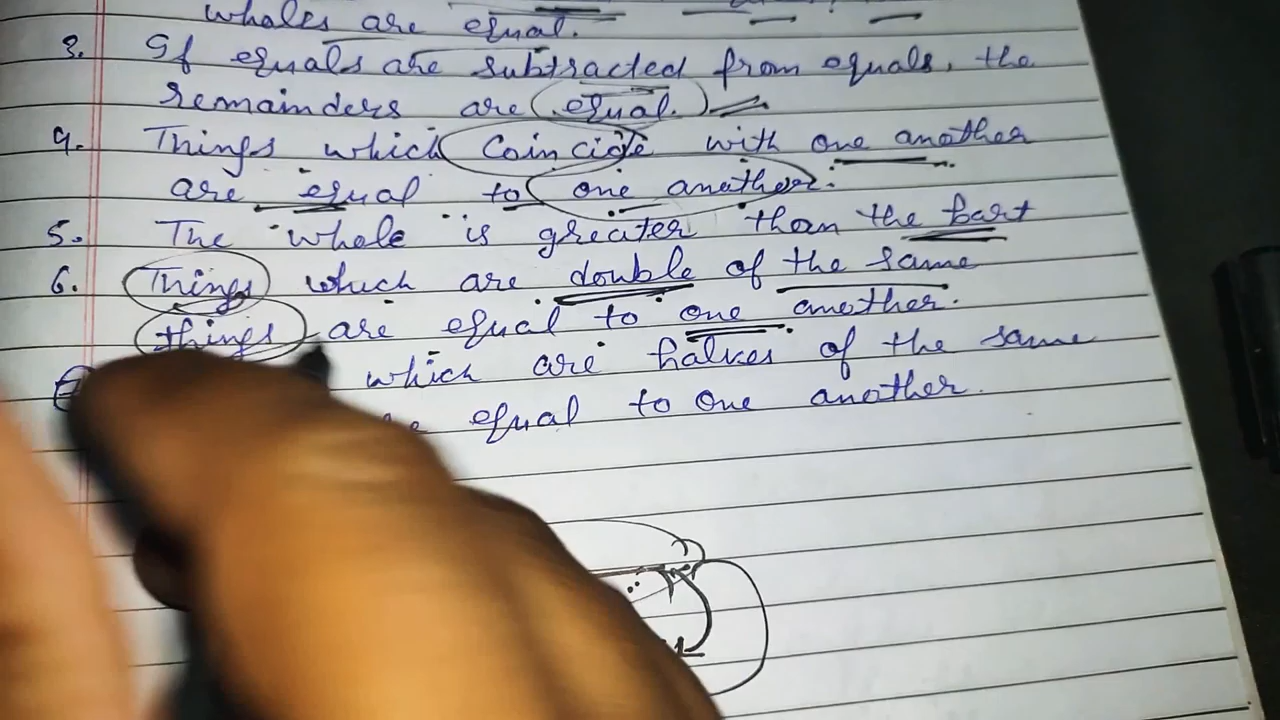 wholes are equal.
3. If equals are subtracted from equals, the
remainders are equal.
4. Things which Coincide with one another
are equal to one another.
5. The whole is greater than the part
6. Things which are double of the same
things are equal to one another.
which are halves of the same
equal to one another.